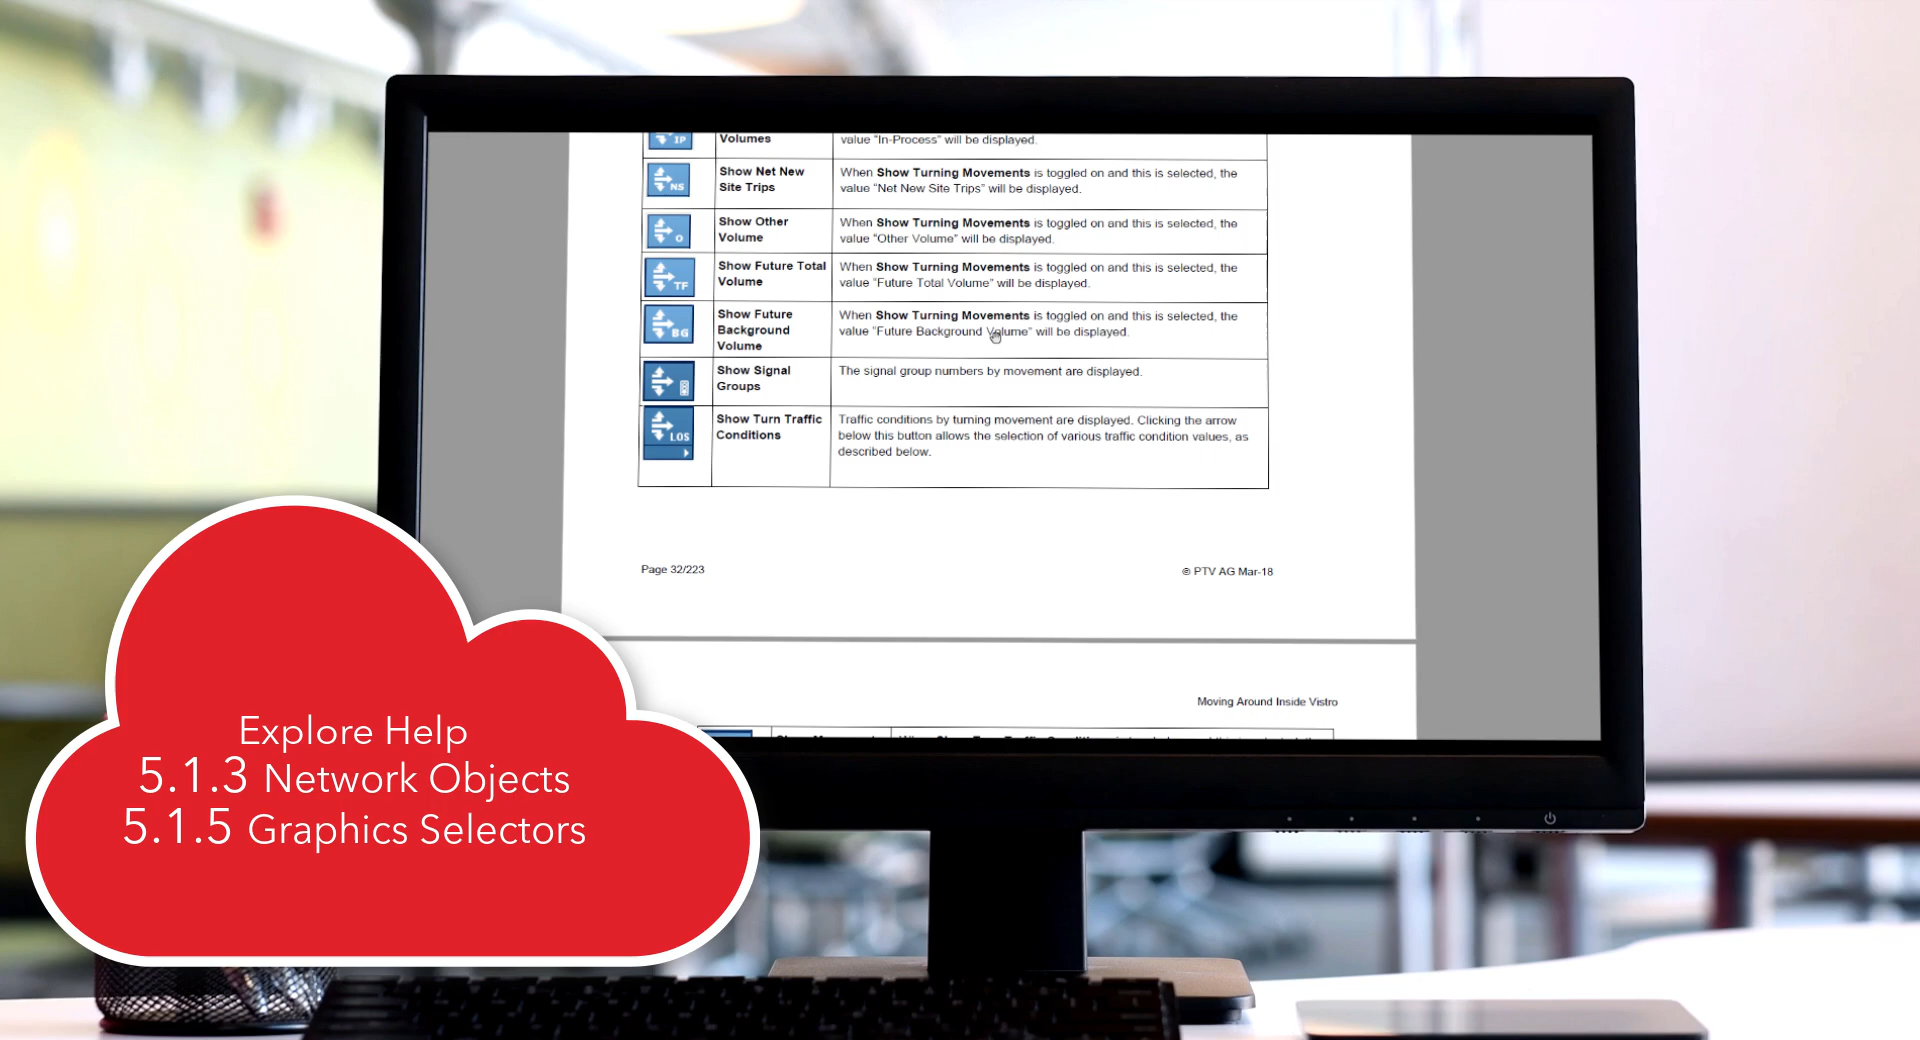 IP
Volumes
value "In-Process" will be displayed.
NS
Show Net New
Site Trips
When Show Turning Movements is toggled on and this is selected, the
value "Net New Site Trips" will be displayed.
O
Show Other
Volume
When Show Turning Movements is toggled on and this is selected, the
value "Other Volume" will be displayed.
TF
Show Future Total
Volume
When Show Turning Movements is toggled on and this is selected, the
value "Future Total Volume" will be displayed.
BG
Show Future
Background
Volume
When Show Turning Movements is toggled on and this is selected, the
value "Future Background Volume" will be displayed.
Show Signal
Groups
The signal group numbers by movement are displayed.
LOS
Show Turn Traffic
Conditions
Traffic conditions by turning movement are displayed. Clicking the arrow
below this button allows the selection of various traffic condition values, as
described below.
Page 32/223
© PTV AG Mar-18
Moving Around Inside Vistro
Explore Help
5.1.3 Network Objects
5.1.5 Graphics Selectors